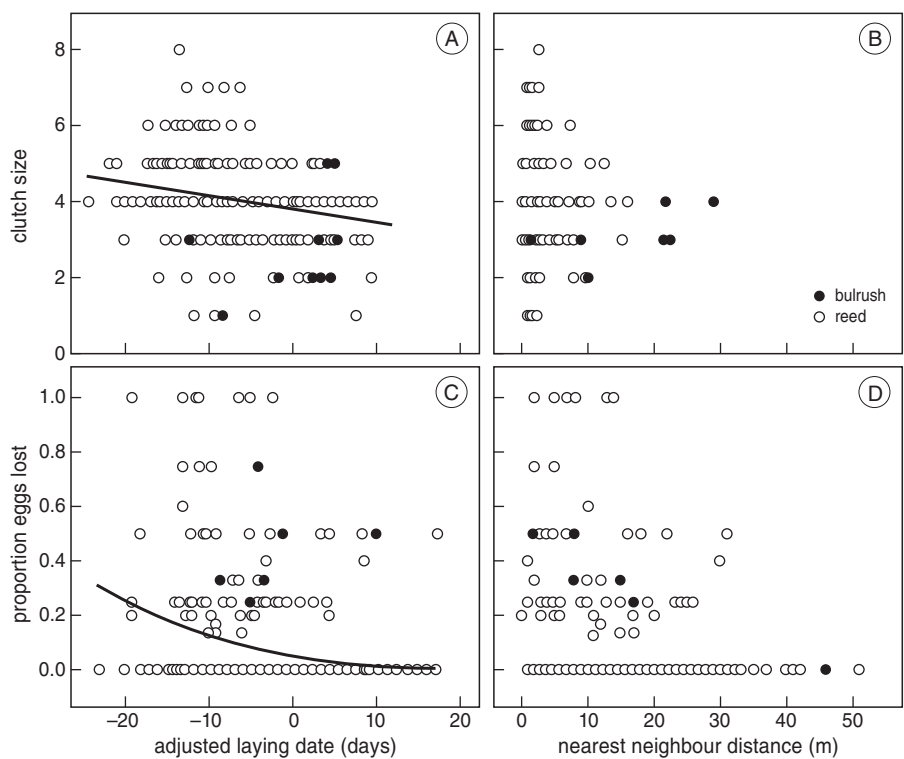 A
B
8
6
4
2
0
clutch size
bulrush
reed
C
D
1.0
0.8
0.6
0.4
0.2
0.0
proportion eggs lost
−20 −10 0 10 20
0 10 20 30 40 50
adjusted laying date (days)
nearest neighbour distance (m)